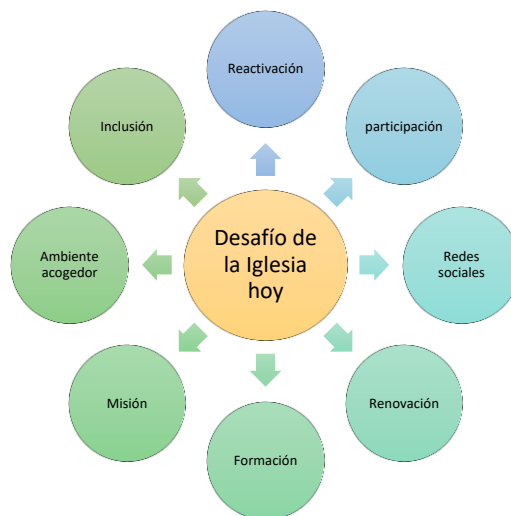 Reactivación
Inclusión
participación
Desafío de
la Iglesia
hoy
Ambiente
acogedor
Redes
sociales
Misión
Renovación
Formación